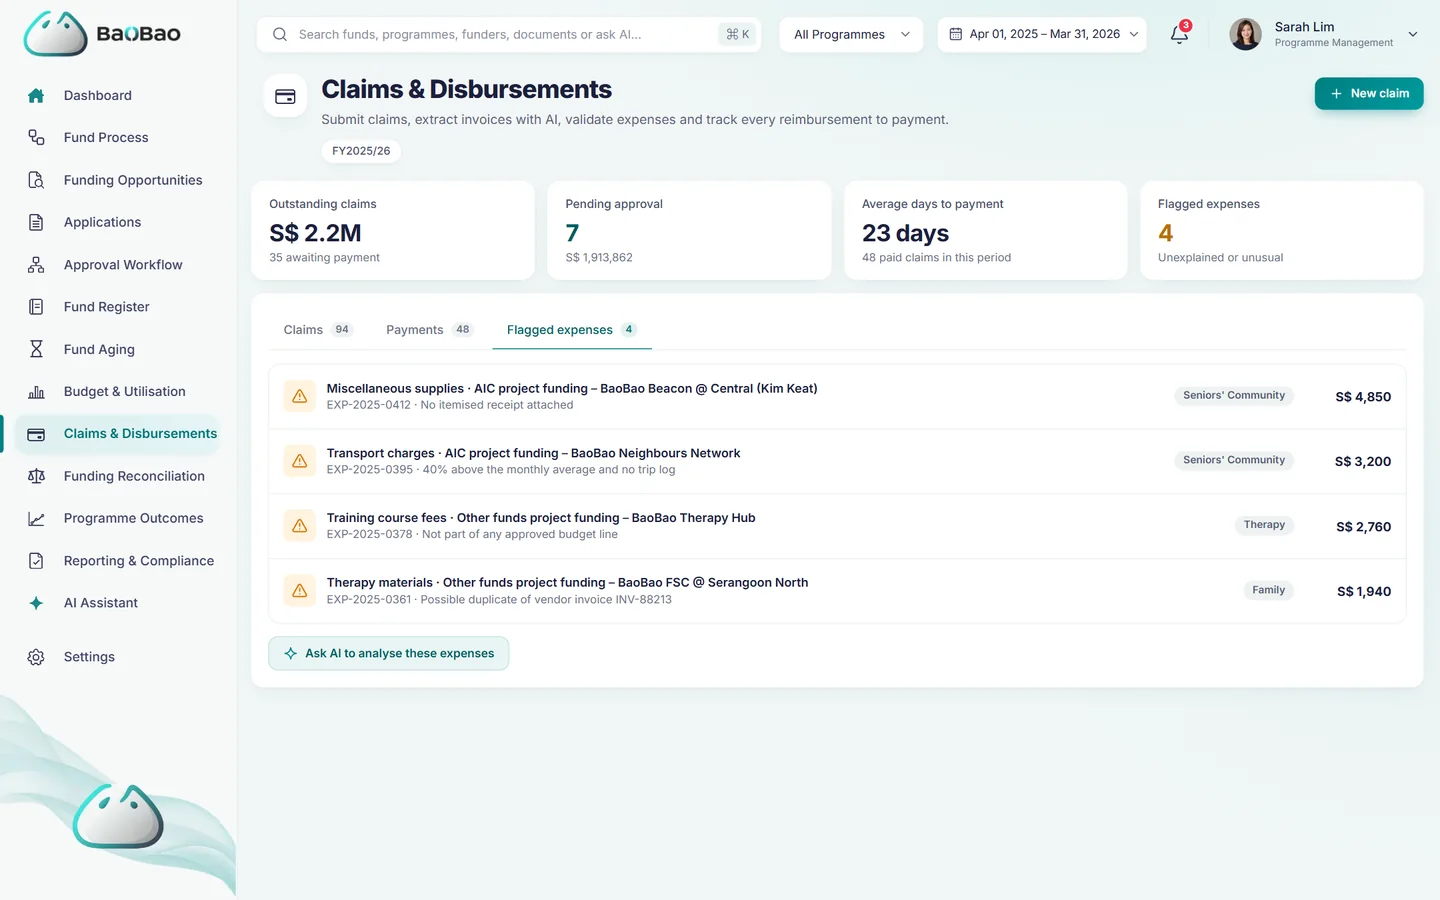 BaoBao
Search funds, programmes, funders, documents or ask AI...
⌘ K
All Programmes
Apr 01, 2025 – Mar 31, 2026
3
Sarah Lim
Programme Management
Dashboard
Fund Process
Funding Opportunities
Applications
Approval Workflow
Fund Register
Fund Aging
Budget & Utilisation
Claims & Disbursements
Funding Reconciliation
Programme Outcomes
Reporting & Compliance
AI Assistant
Settings
Claims & Disbursements
Submit claims, extract invoices with AI, validate expenses and track every reimbursement to payment.
FY2025/26
New claim
Outstanding claims
S$ 2.2M
35 awaiting payment
Pending approval
7
S$ 1,913,862
Average days to payment
23 days
48 paid claims in this period
Flagged expenses
4
Unexplained or unusual
Claims 94
Payments 48
Flagged expenses 4
Miscellaneous supplies · AIC project funding – BaoBao Beacon @ Central (Kim Keat)
EXP-2025-0412 · No itemised receipt attached
Seniors' Community
S$ 4,850
Transport charges · AIC project funding – BaoBao Neighbours Network
EXP-2025-0395 · 40% above the monthly average and no trip log
Seniors' Community
S$ 3,200
Training course fees · Other funds project funding – BaoBao Therapy Hub
EXP-2025-0378 · Not part of any approved budget line
Therapy
S$ 2,760
Therapy materials · Other funds project funding – BaoBao FSC @ Serangoon North
EXP-2025-0361 · Possible duplicate of vendor invoice INV-88213
Family
S$ 1,940
Ask AI to analyse these expenses